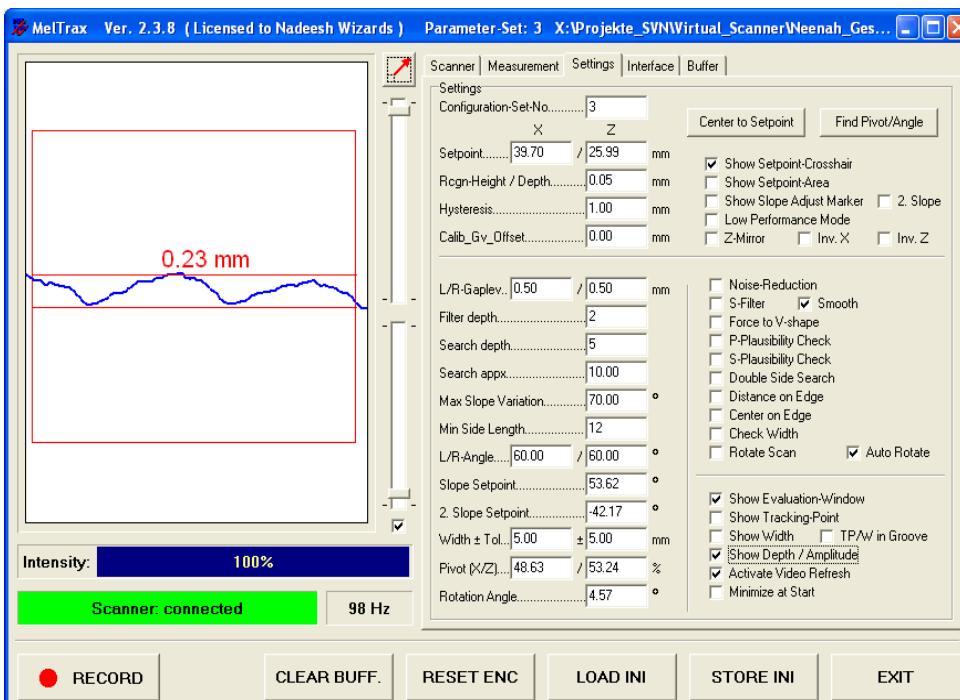 MelTrax Ver. 2.3.8 ( Licensed to Nadeesh Wizards ) Parameter-Set: 3 X:\Projekte_SVN\Virtual_Scanner\Neenah_Ges...
0.23 mm
Intensity: 100%
Scanner: connected 98 Hz
Scanner Measurement Settings Interface Buffer
Settings
Configuration-Set-No.......... 3
X Z
Setpoint....... 39.70 / 25.99 mm
Rcgn-Height / Depth.......... 0.05 mm
Hysteresis............................ 1.00 mm
Calib_Gv_Offset................. 0.00 mm
Center to Setpoint Find Pivot/Angle
Show Setpoint-Crosshair
Show Setpoint-Area
Show Slope Adjust Marker 2. Slope
Low Performance Mode
Z-Mirror Inv. X Inv. Z
L/R-Gaplev.. 0.50 / 0.50 mm
Filter depth........................... 2
Search depth....................... 5
Search appx........................ 10.00
Max Slope Variation............ 70.00 °
Min Side Length.................. 12
L/R-Angle.... 60.00 / 60.00 °
Slope Setpoint..................... 53.62 °
2. Slope Setpoint................. -42.17 °
Width ± Tol... 5.00 ± 5.00 mm
Pivot (X/Z).... 48.63 / 53.24 %
Rotation Angle.................... 4.57 °
Noise-Reduction
S-Filter Smooth
Force to V-shape
P-Plausibility Check
S-Plausibility Check
Double Side Search
Distance on Edge
Center on Edge
Check Width
Rotate Scan Auto Rotate
Show Evaluation-Window
Show Tracking-Point
Show Width TP/W in Groove
Show Depth / Amplitude
Activate Video Refresh
Minimize at Start
RECORD CLEAR BUFF. RESET ENC LOAD INI STORE INI EXIT